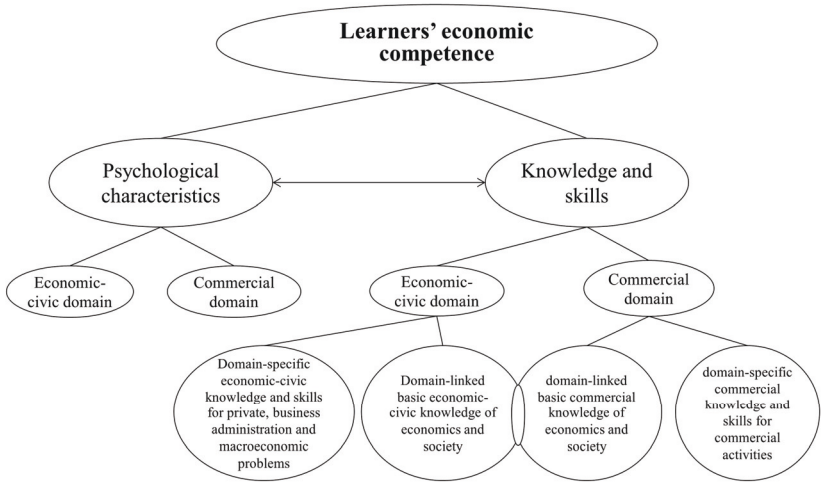 Learners’ economic
competence
Psychological
characteristics
Knowledge and
skills
Economic-
civic domain
Commercial
domain
Economic-
civic domain
Commercial
domain
Domain-specific
economic-civic
knowledge and skills
for private, business
administration and
macroeconomic
problems
Domain-linked
basic economic-
civic knowledge of
economics and
society
domain-linked
basic commercial
knowledge of
economics and
society
domain-specific
commercial
knowledge and
skills for
commercial
activities